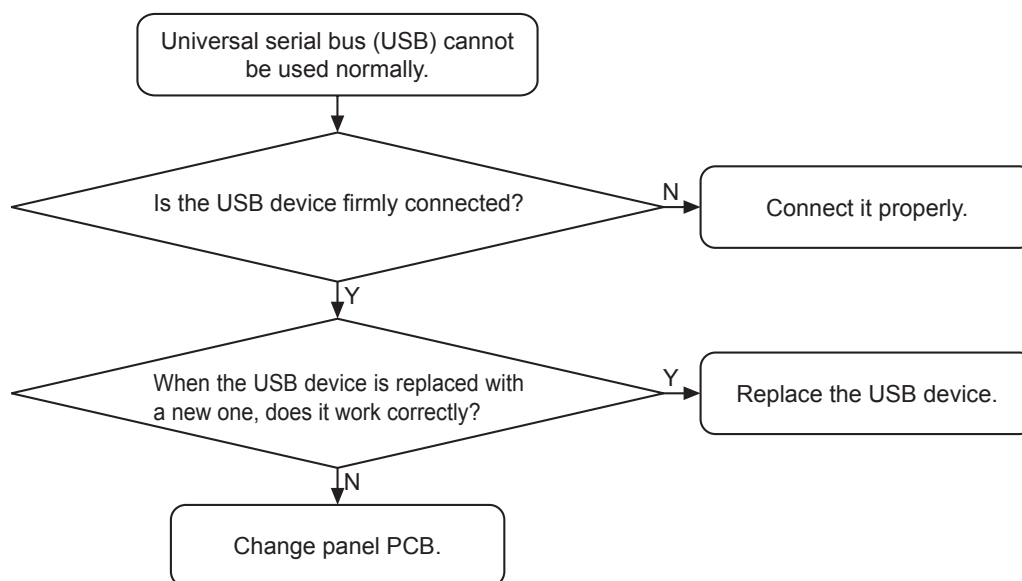 Universal serial bus (USB) cannot
be used normally.
Is the USB device firmly connected?
N
Connect it properly.
Y
When the USB device is replaced with
a new one, does it work correctly?
Y
Replace the USB device.
N
Change panel PCB.